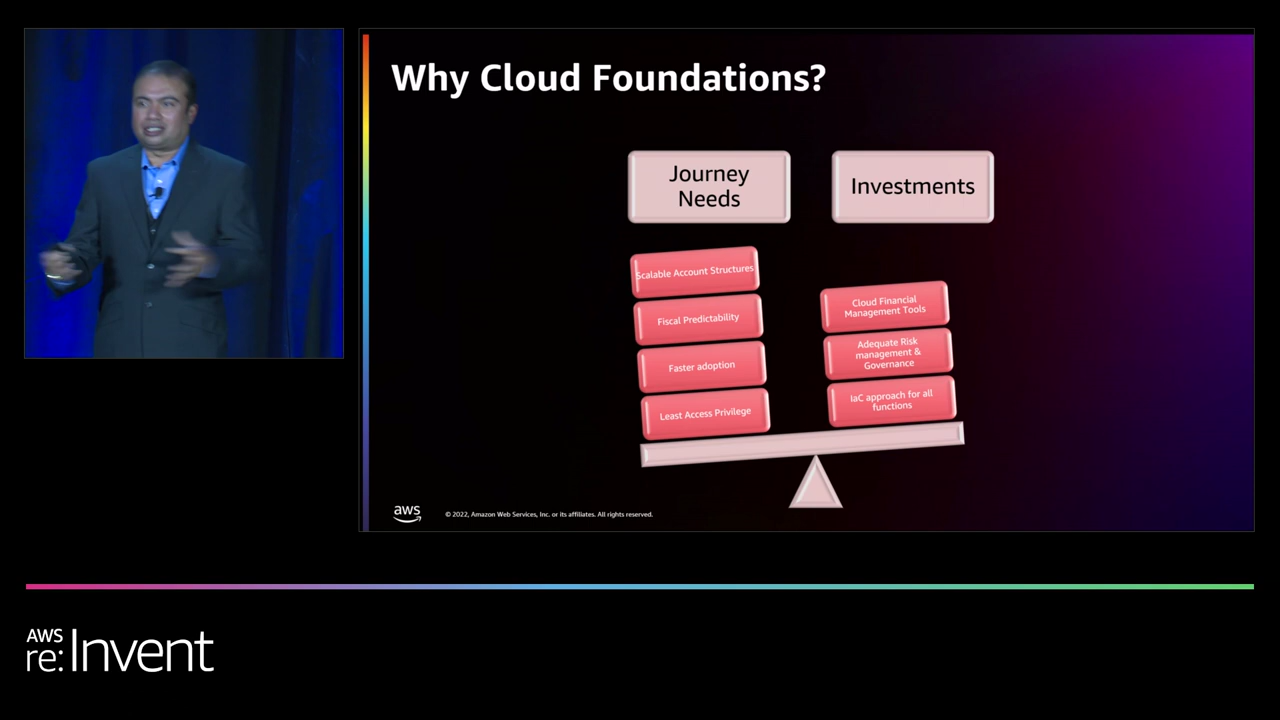 Why Cloud Foundations?
Journey
Needs
Investments
Scalable Account Structures
Fiscal Predictability
Faster adoption
Least Access Privilege
Cloud Financial
Management Tools
Adequate Risk
management &
Governance
IaC approach for all
functions
aws
© 2022, Amazon Web Services, Inc. or its affiliates. All rights reserved.
AWS
re:Invent